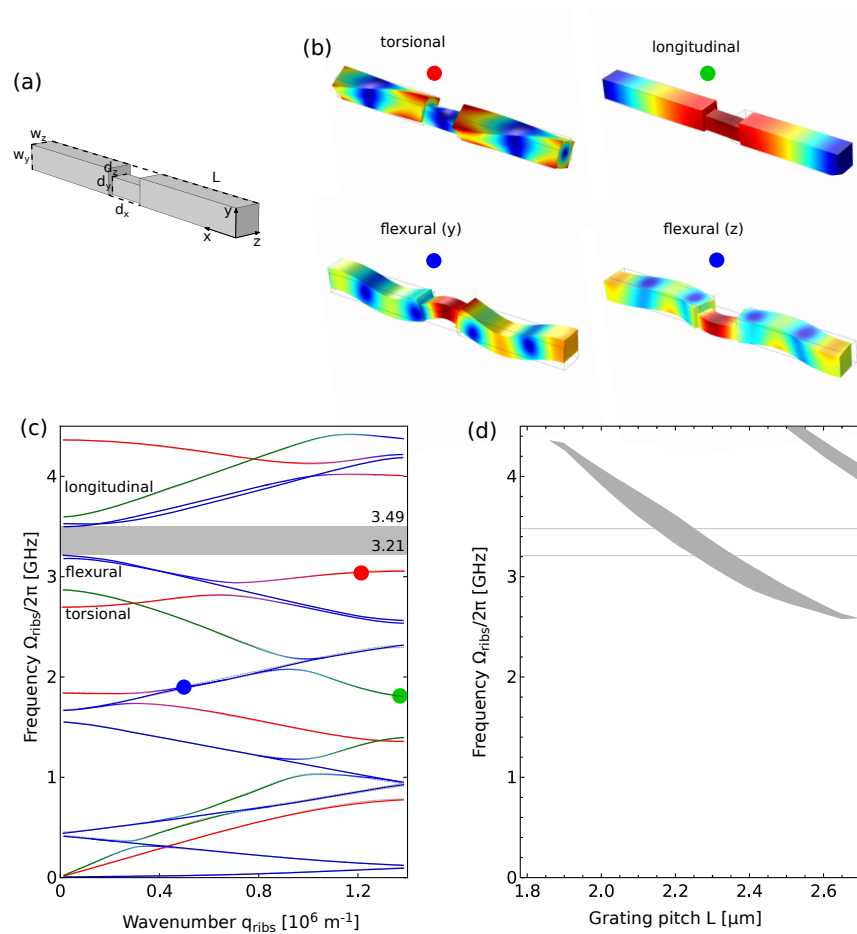 (a)
w_z
w_y
d_z
d_y
d_x
L
y
x
z
(b)
torsional
longitudinal
flexural (y)
flexural (z)
(c)
longitudinal
3.49
3.21
flexural
torsional
4
3
2
1
0
0
0.4
0.8
1.2
Frequency Ω_ribs/2π [GHz]
Wavenumber q_ribs [10⁶ m⁻¹]
(d)
4
3
2
1
0
1.8
2.0
2.2
2.4
2.6
Frequency Ω_ribs/2π [GHz]
Grating pitch L [μm]